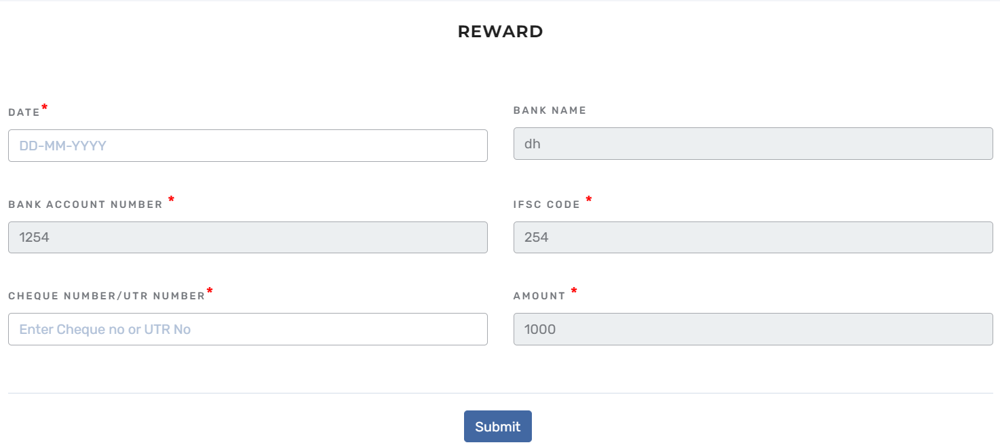 REWARD
DATE*
BANK NAME
DD-MM-YYYY
dh
BANK ACCOUNT NUMBER *
IFSC CODE *
1254
254
CHEQUE NUMBER/UTR NUMBER*
AMOUNT *
Enter Cheque no or UTR No
1000
Submit